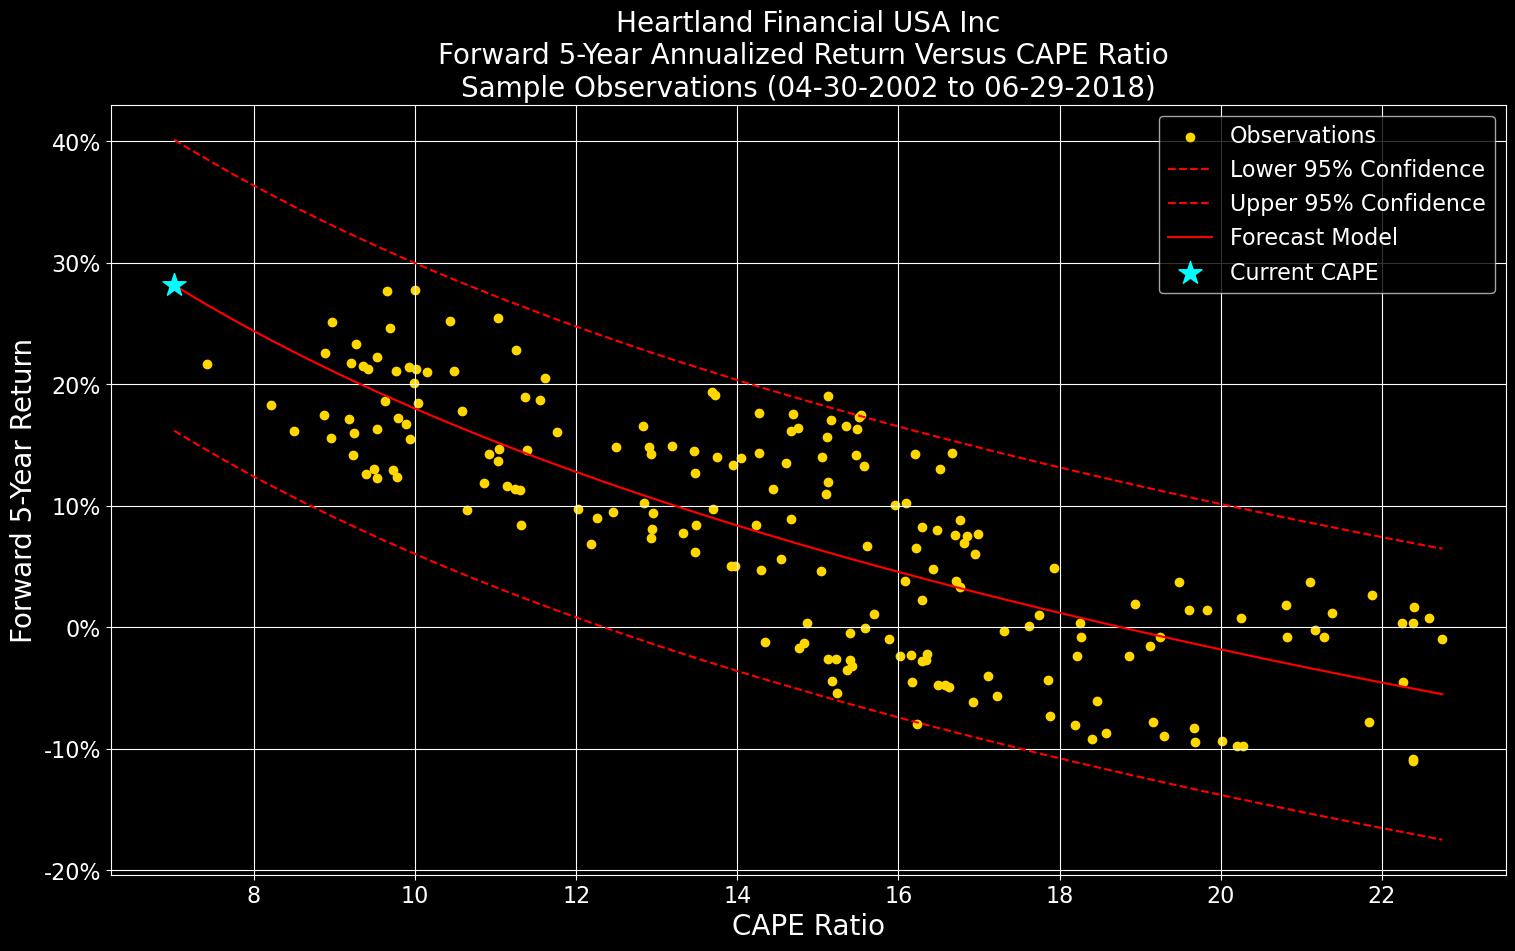 Heartland Financial USA Inc
Forward 5-Year Annualized Return Versus CAPE Ratio
Sample Observations (04-30-2002 to 06-29-2018)
Observations
Lower 95% Confidence
Upper 95% Confidence
Forecast Model
Current CAPE
Forward 5-Year Return
40%
30%
20%
10%
0%
-10%
-20%
8 10 12 14 16 18 20 22
CAPE Ratio